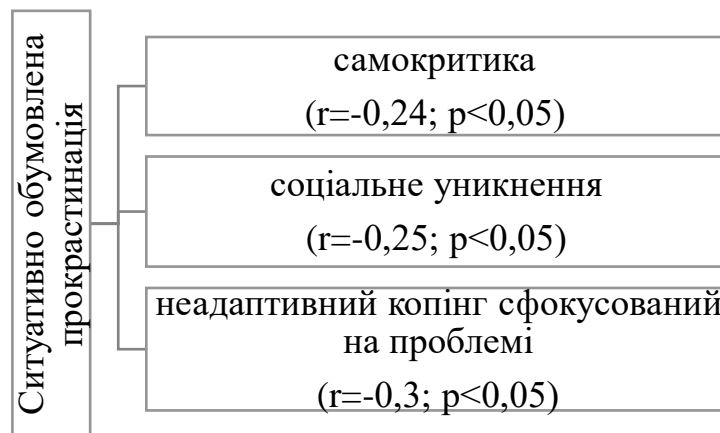 Ситуативно обумовлена
прокрастинація
самокритика
(r=-0,24; p<0,05)
соціальне уникнення
(r=-0,25; p<0,05)
неадаптивний копінг сфокусований
на проблемі
(r=-0,3; p<0,05)